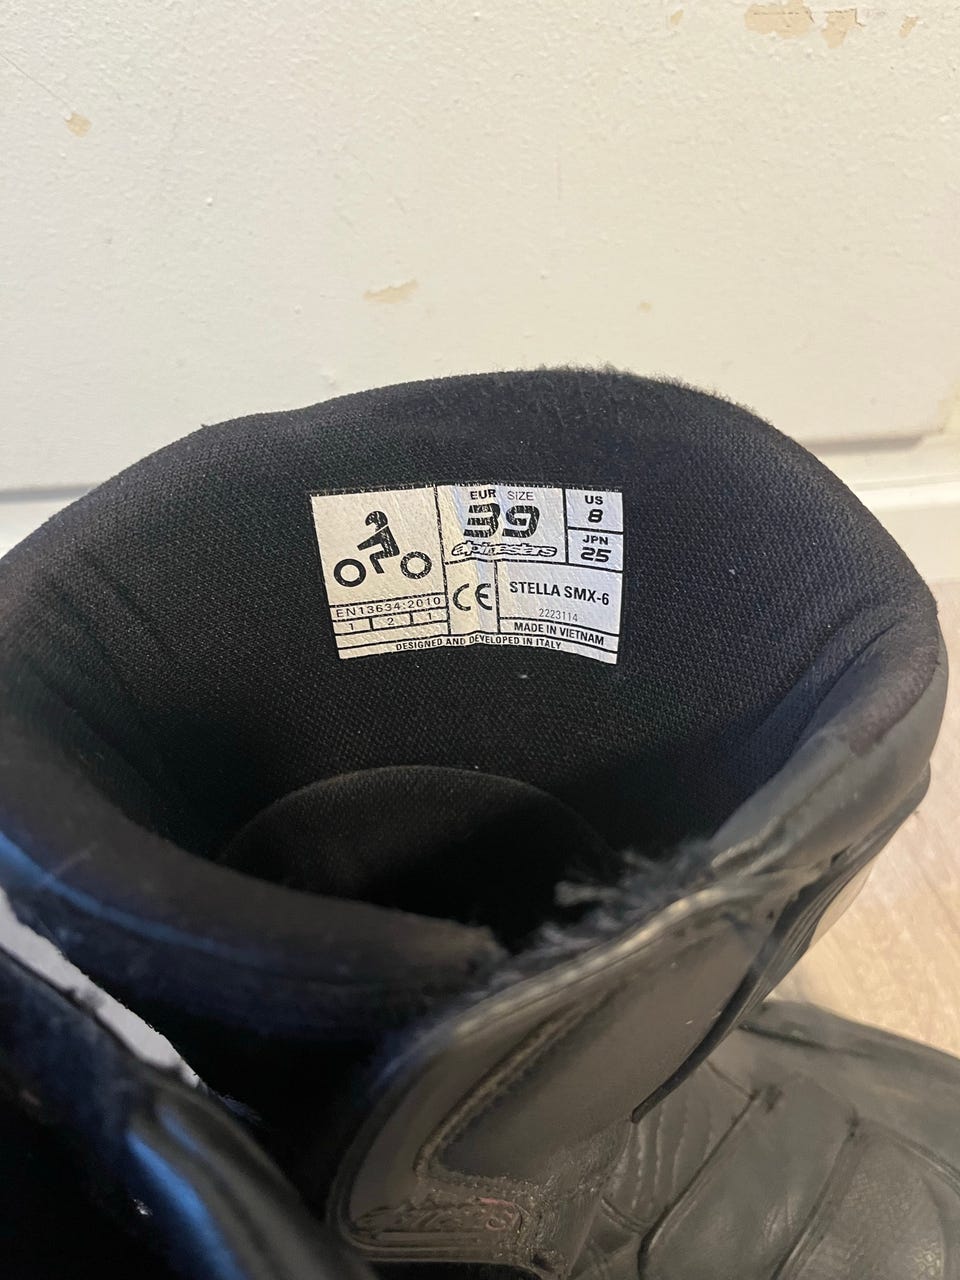 EUR SIZE
39
alpinestars
US
8
JPN
25
EN13634:2010
1 2 1
CE
STELLA SMX-6
2223114
MADE IN VIETNAM
DESIGNED AND DEVELOPED IN ITALY